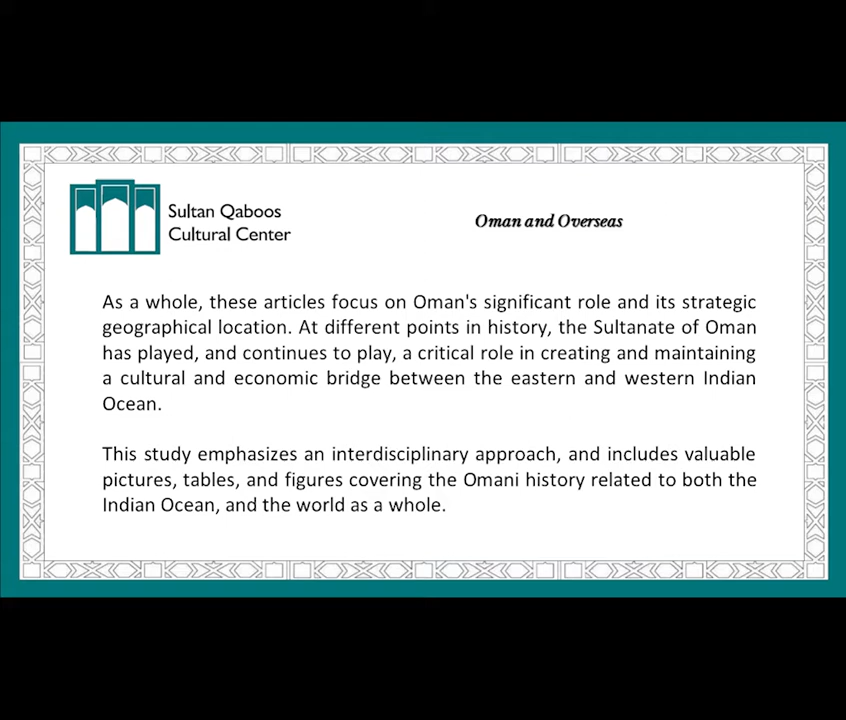 Sultan Qaboos
Cultural Center
Oman and Overseas
As a whole, these articles focus on Oman's significant role and its strategic
geographical location. At different points in history, the Sultanate of Oman
has played, and continues to play, a critical role in creating and maintaining
a cultural and economic bridge between the eastern and western Indian
Ocean.
This study emphasizes an interdisciplinary approach, and includes valuable
pictures, tables, and figures covering the Omani history related to both the
Indian Ocean, and the world as a whole.